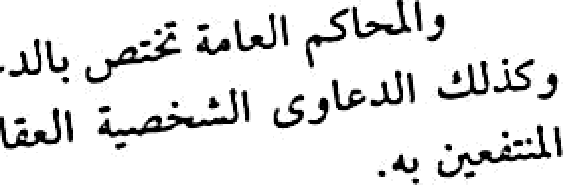 والمحاكم العامة تختص
وكذلك الدعاوى الشخصية
المنتفعين به.